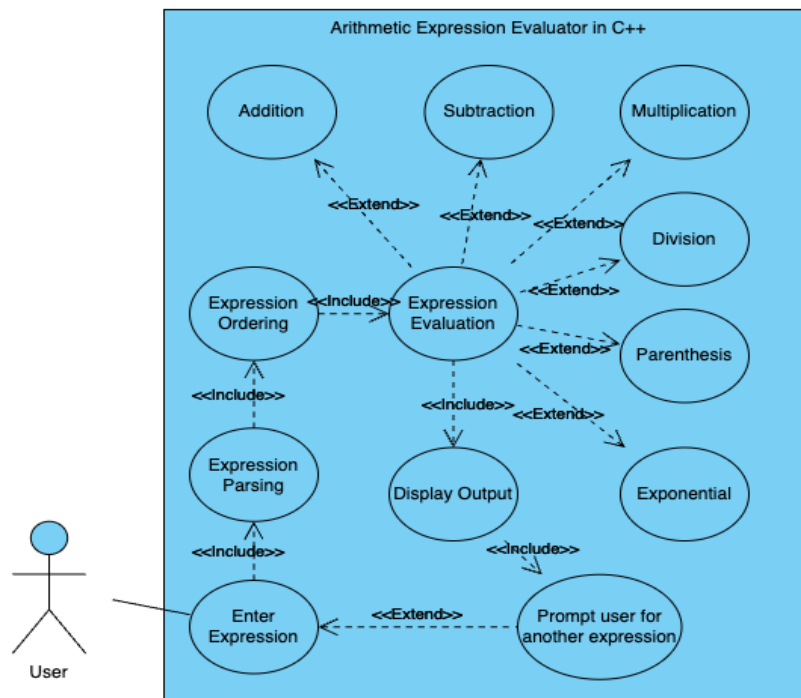 Arithmetic Expression Evaluator in C++
Addition
Subtraction
Multiplication
<<Extend>>
<<Extend>>
<<Extend>>
Division
<<Extend>>
Expression
Ordering
<<Include>>
Expression
Evaluation
<<Extend>>
Parenthesis
<<Include>>
<<Include>>
<<Extend>>
Expression
Parsing
Display Output
Exponential
<<Include>>
<<Include>>
Enter
Expression
<<Extend>>
Prompt user for
another expression
User